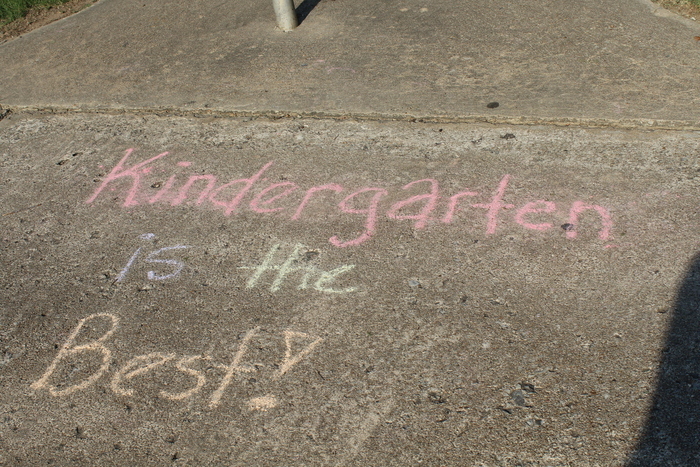 Kindergarten
is the
Best!